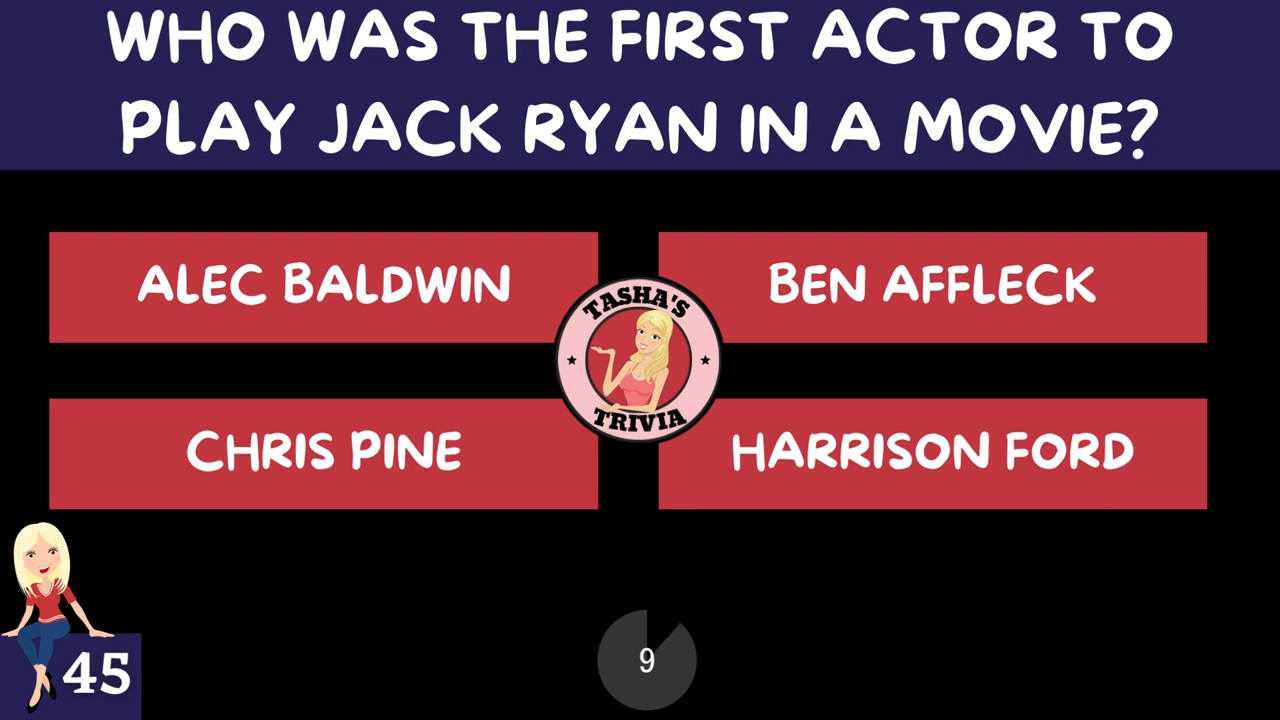 WHO WAS THE FIRST ACTOR TO
PLAY JACK RYAN IN A MOVIE?
ALEC BALDWIN
BEN AFFLECK
TASHA'S
TRIVIA
CHRIS PINE
HARRISON FORD
45
9